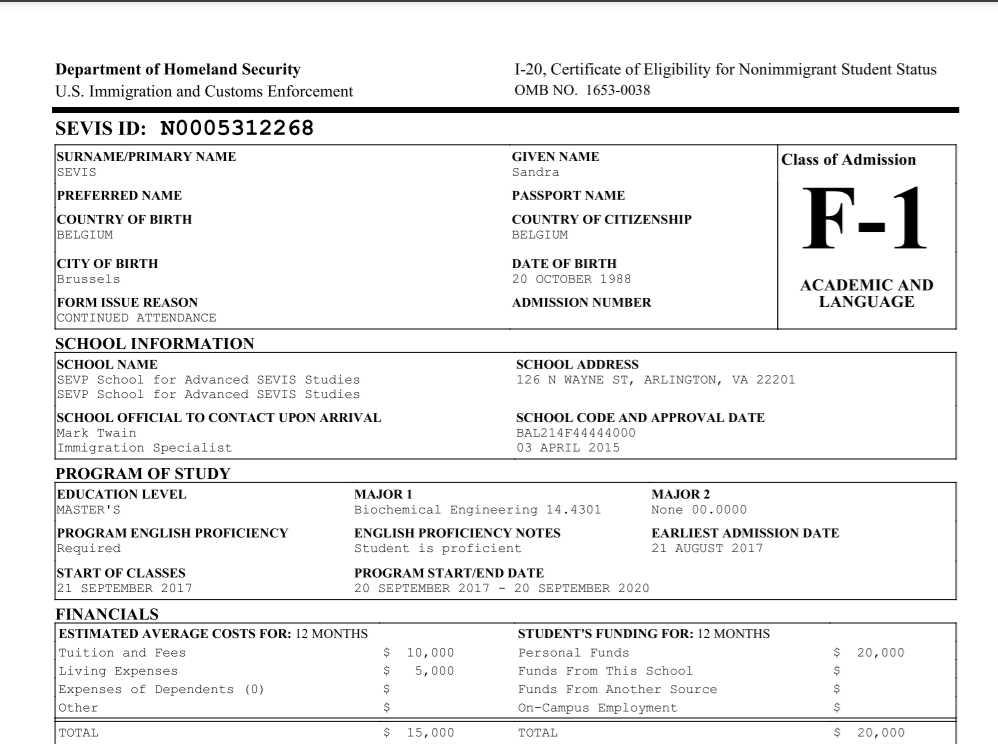 Department of Homeland Security
U.S. Immigration and Customs Enforcement
I-20, Certificate of Eligibility for Nonimmigrant Student Status
OMB NO. 1653-0038
SEVIS ID: N0005312268
SURNAME/PRIMARY NAME
SEVIS
GIVEN NAME
Sandra
PREFERRED NAME
PASSPORT NAME
COUNTRY OF BIRTH
BELGIUM
COUNTRY OF CITIZENSHIP
BELGIUM
CITY OF BIRTH
Brussels
DATE OF BIRTH
20 OCTOBER 1988
FORM ISSUE REASON
CONTINUED ATTENDANCE
ADMISSION NUMBER
Class of Admission
F-1
ACADEMIC AND
LANGUAGE
SCHOOL INFORMATION
SCHOOL NAME
SEVP School for Advanced SEVIS Studies
SEVP School for Advanced SEVIS Studies
SCHOOL ADDRESS
126 N WAYNE ST, ARLINGTON, VA 22201
SCHOOL OFFICIAL TO CONTACT UPON ARRIVAL
Mark Twain
Immigration Specialist
SCHOOL CODE AND APPROVAL DATE
BAL214F44444000
03 APRIL 2015
PROGRAM OF STUDY
EDUCATION LEVEL
MASTER'S
MAJOR 1
Biochemical Engineering 14.4301
MAJOR 2
None 00.0000
PROGRAM ENGLISH PROFICIENCY
Required
ENGLISH PROFICIENCY NOTES
Student is proficient
EARLIEST ADMISSION DATE
21 AUGUST 2017
START OF CLASSES
21 SEPTEMBER 2017
PROGRAM START/END DATE
20 SEPTEMBER 2017 - 20 SEPTEMBER 2020
FINANCIALS
ESTIMATED AVERAGE COSTS FOR: 12 MONTHS
Tuition and Fees $ 10,000
Living Expenses $ 5,000
Expenses of Dependents (0) $
Other $
TOTAL $ 15,000
STUDENT'S FUNDING FOR: 12 MONTHS
Personal Funds $ 20,000
Funds From This School $
Funds From Another Source $
On-Campus Employment $
TOTAL $ 20,000